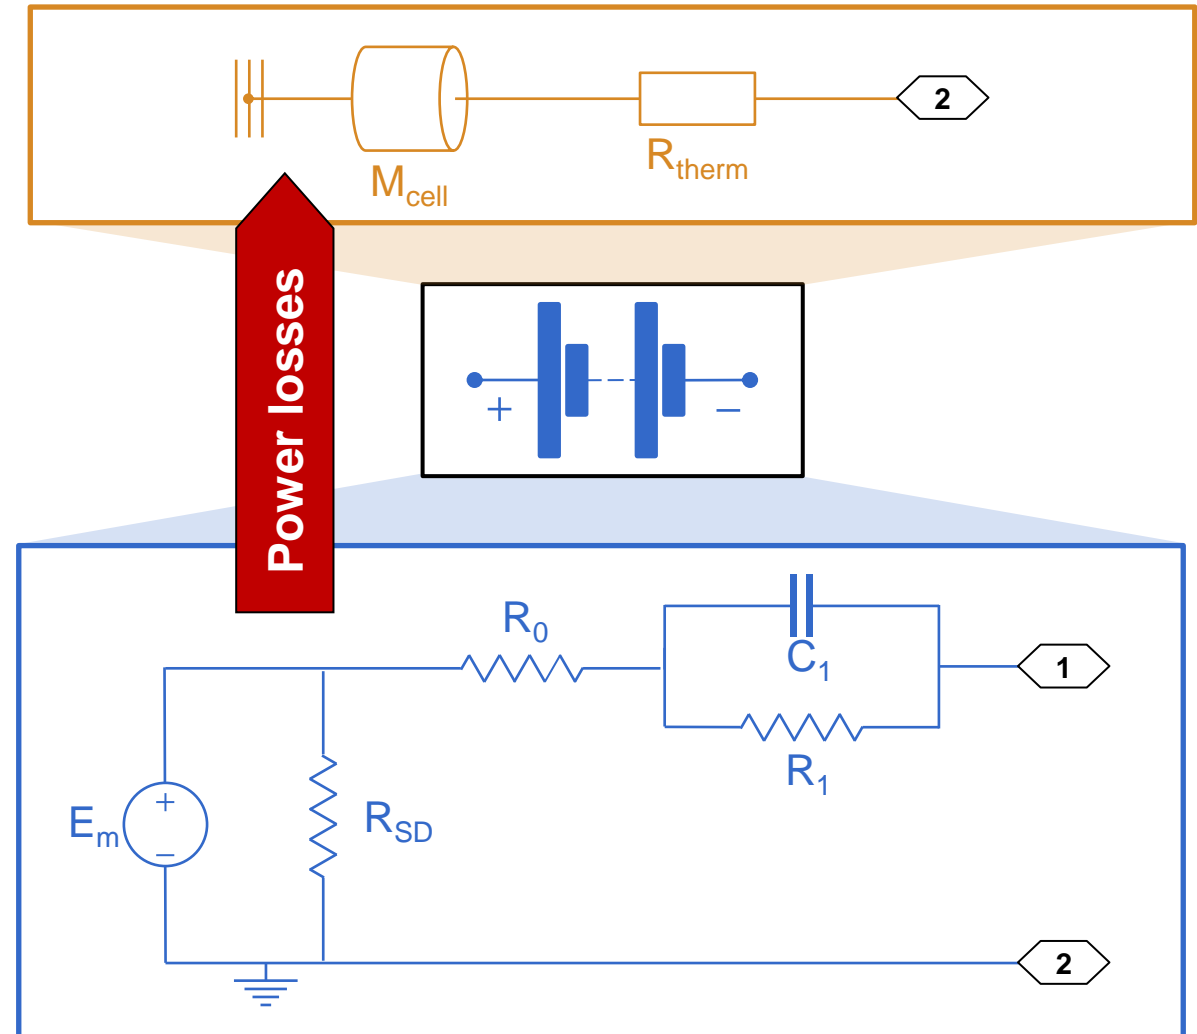 2
M_cell
R_therm
Power losses
+ −
R_0
C_1
1
R_1
+
E_m
R_SD
−
2